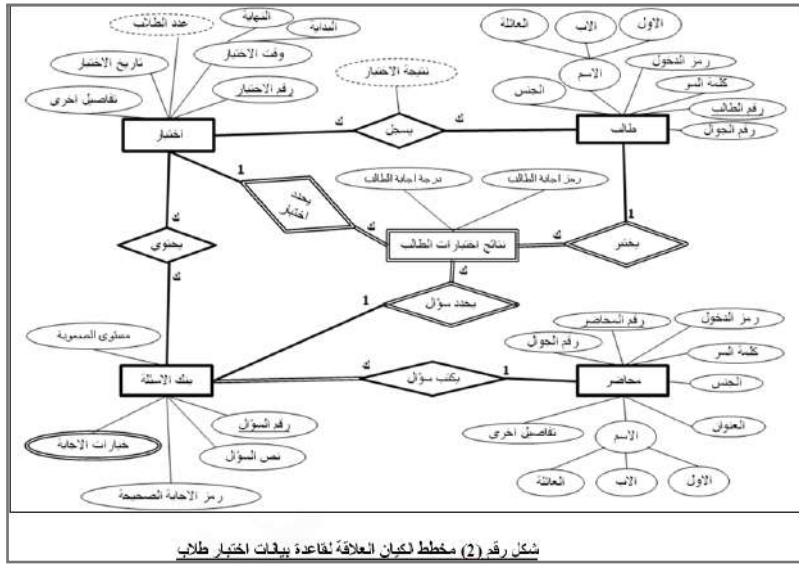 عدد الطلاب
النهاية
البداية
وقت الاختبار
تاريخ الاختبار
تفاصيل اخرى
رقم الاختبار
اختبار
نتيجة الاختبار
ك
يسجل
ك
العائلة
الاب
الاول
الاسم
الجنس
رمز الدخول
كلمة السر
رقم الطالب
رقم الجوال
طالب
1
يحدد اختبار
ك
درجة اجابة الطالب
رمز اجابة الطالب
نتائج اختبارات الطالب
ك
يختبر
1
ك
يحتوي
ك
ك
يحدد سؤال
1
مستوى الصعوبة
بنك الاسئلة
ك
يكتب سؤال
1
رقم السؤال
نص السؤال
خيارات الاجابة
رمز الاجابة الصحيحة
رقم المحاضر
رقم الجوال
رمز الدخول
كلمة السر
الجنس
العنوان
محاضر
تفاصيل اخرى
الاسم
العائلة
الاب
الاول
شكل رقم (2) مخطط الكيان العلاقة لقاعدة بيانات اختبار طلاب